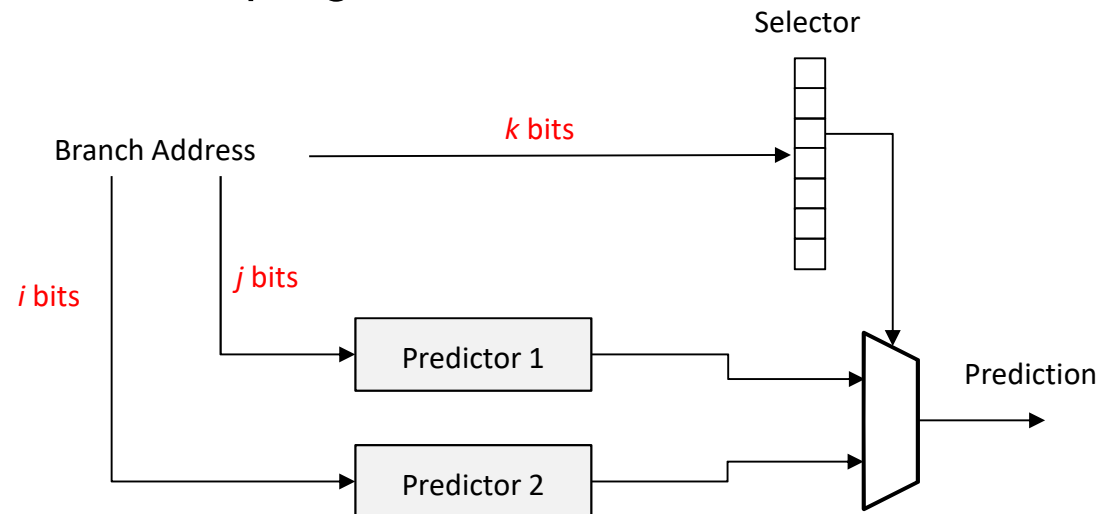 Selector
k bits
Branch Address
j bits
i bits
Predictor 1
Prediction
Predictor 2